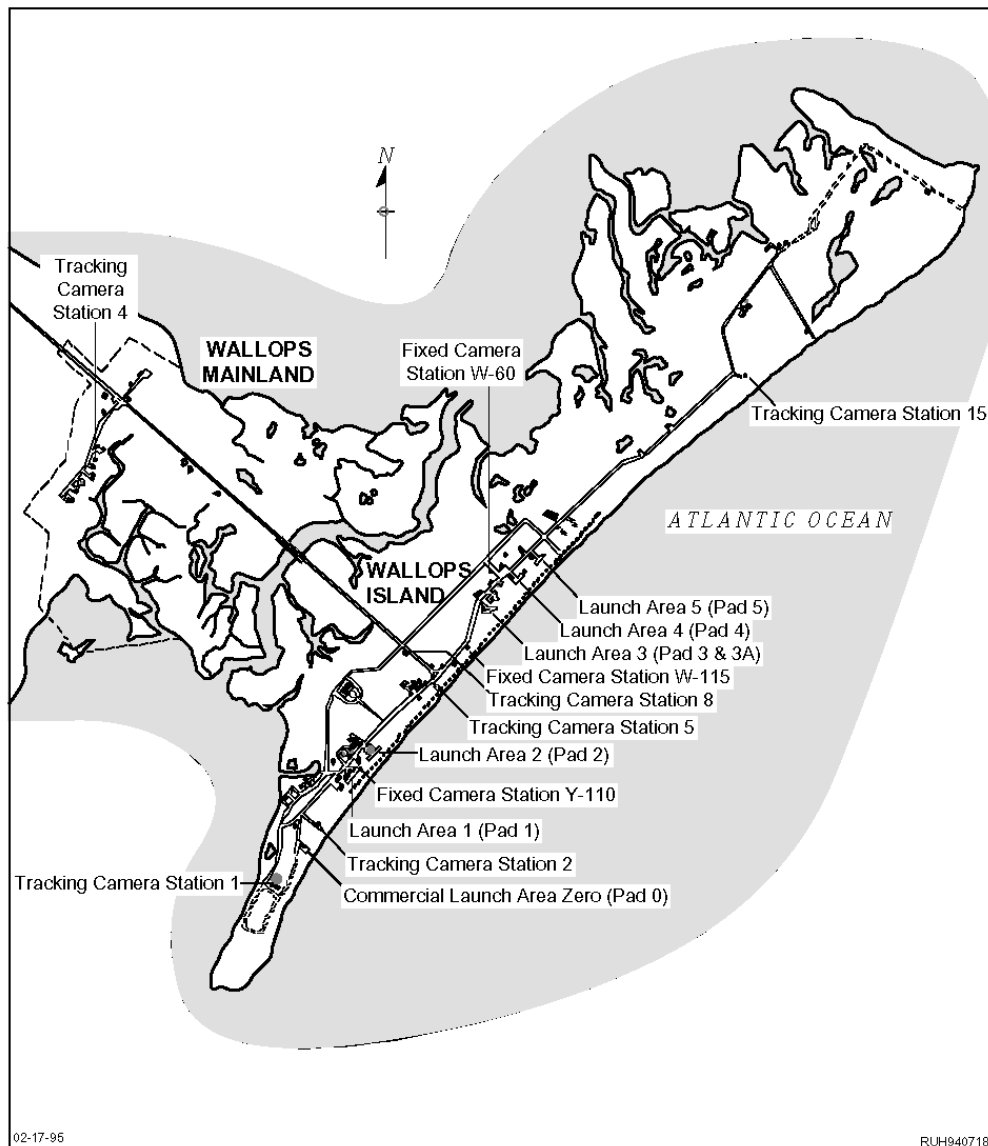 N
Tracking
Camera
Station 4
WALLOPS
MAINLAND
Fixed Camera
Station W-60
Tracking Camera Station 15
ATLANTIC OCEAN
WALLOPS
ISLAND
Launch Area 5 (Pad 5)
Launch Area 4 (Pad 4)
Launch Area 3 (Pad 3 & 3A)
Fixed Camera Station W-115
Tracking Camera Station 8
Tracking Camera Station 5
Launch Area 2 (Pad 2)
Fixed Camera Station Y-110
Launch Area 1 (Pad 1)
Tracking Camera Station 2
Tracking Camera Station 1
Commercial Launch Area Zero (Pad 0)
02-17-95
RUH940718